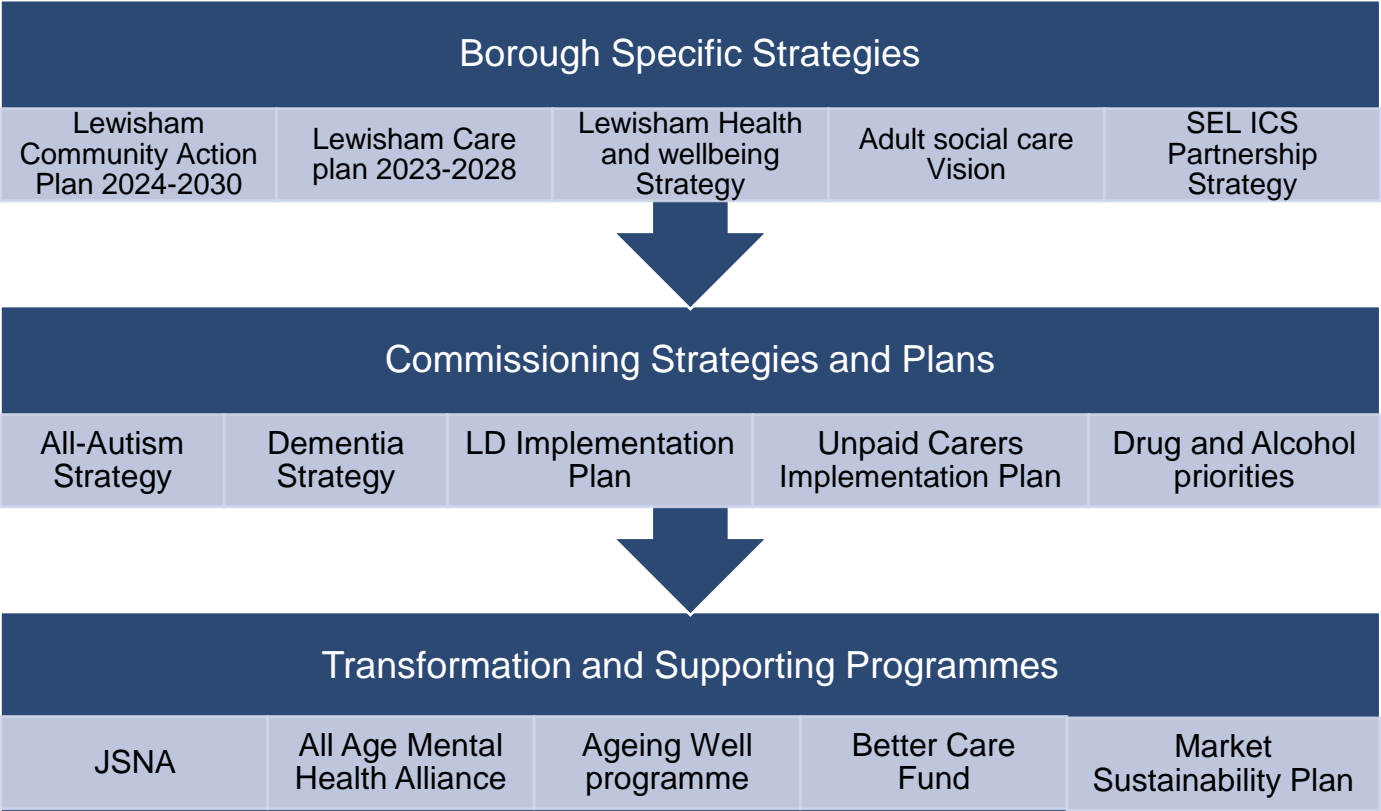 Borough Specific Strategies
Lewisham
Community Action
Plan 2024-2030
Lewisham Care
plan 2023-2028
Lewisham Health
and wellbeing
Strategy
Adult social care
Vision
SEL ICS
Partnership
Strategy
Commissioning Strategies and Plans
All-Autism
Strategy
Dementia
Strategy
LD Implementation
Plan
Unpaid Carers
Implementation Plan
Drug and Alcohol
priorities
Transformation and Supporting Programmes
JSNA
All Age Mental
Health Alliance
Ageing Well
programme
Better Care
Fund
Market
Sustainability Plan